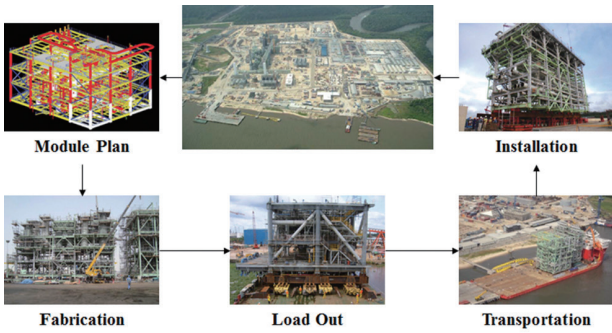 Module Plan
Installation
Fabrication
Load Out
Transportation